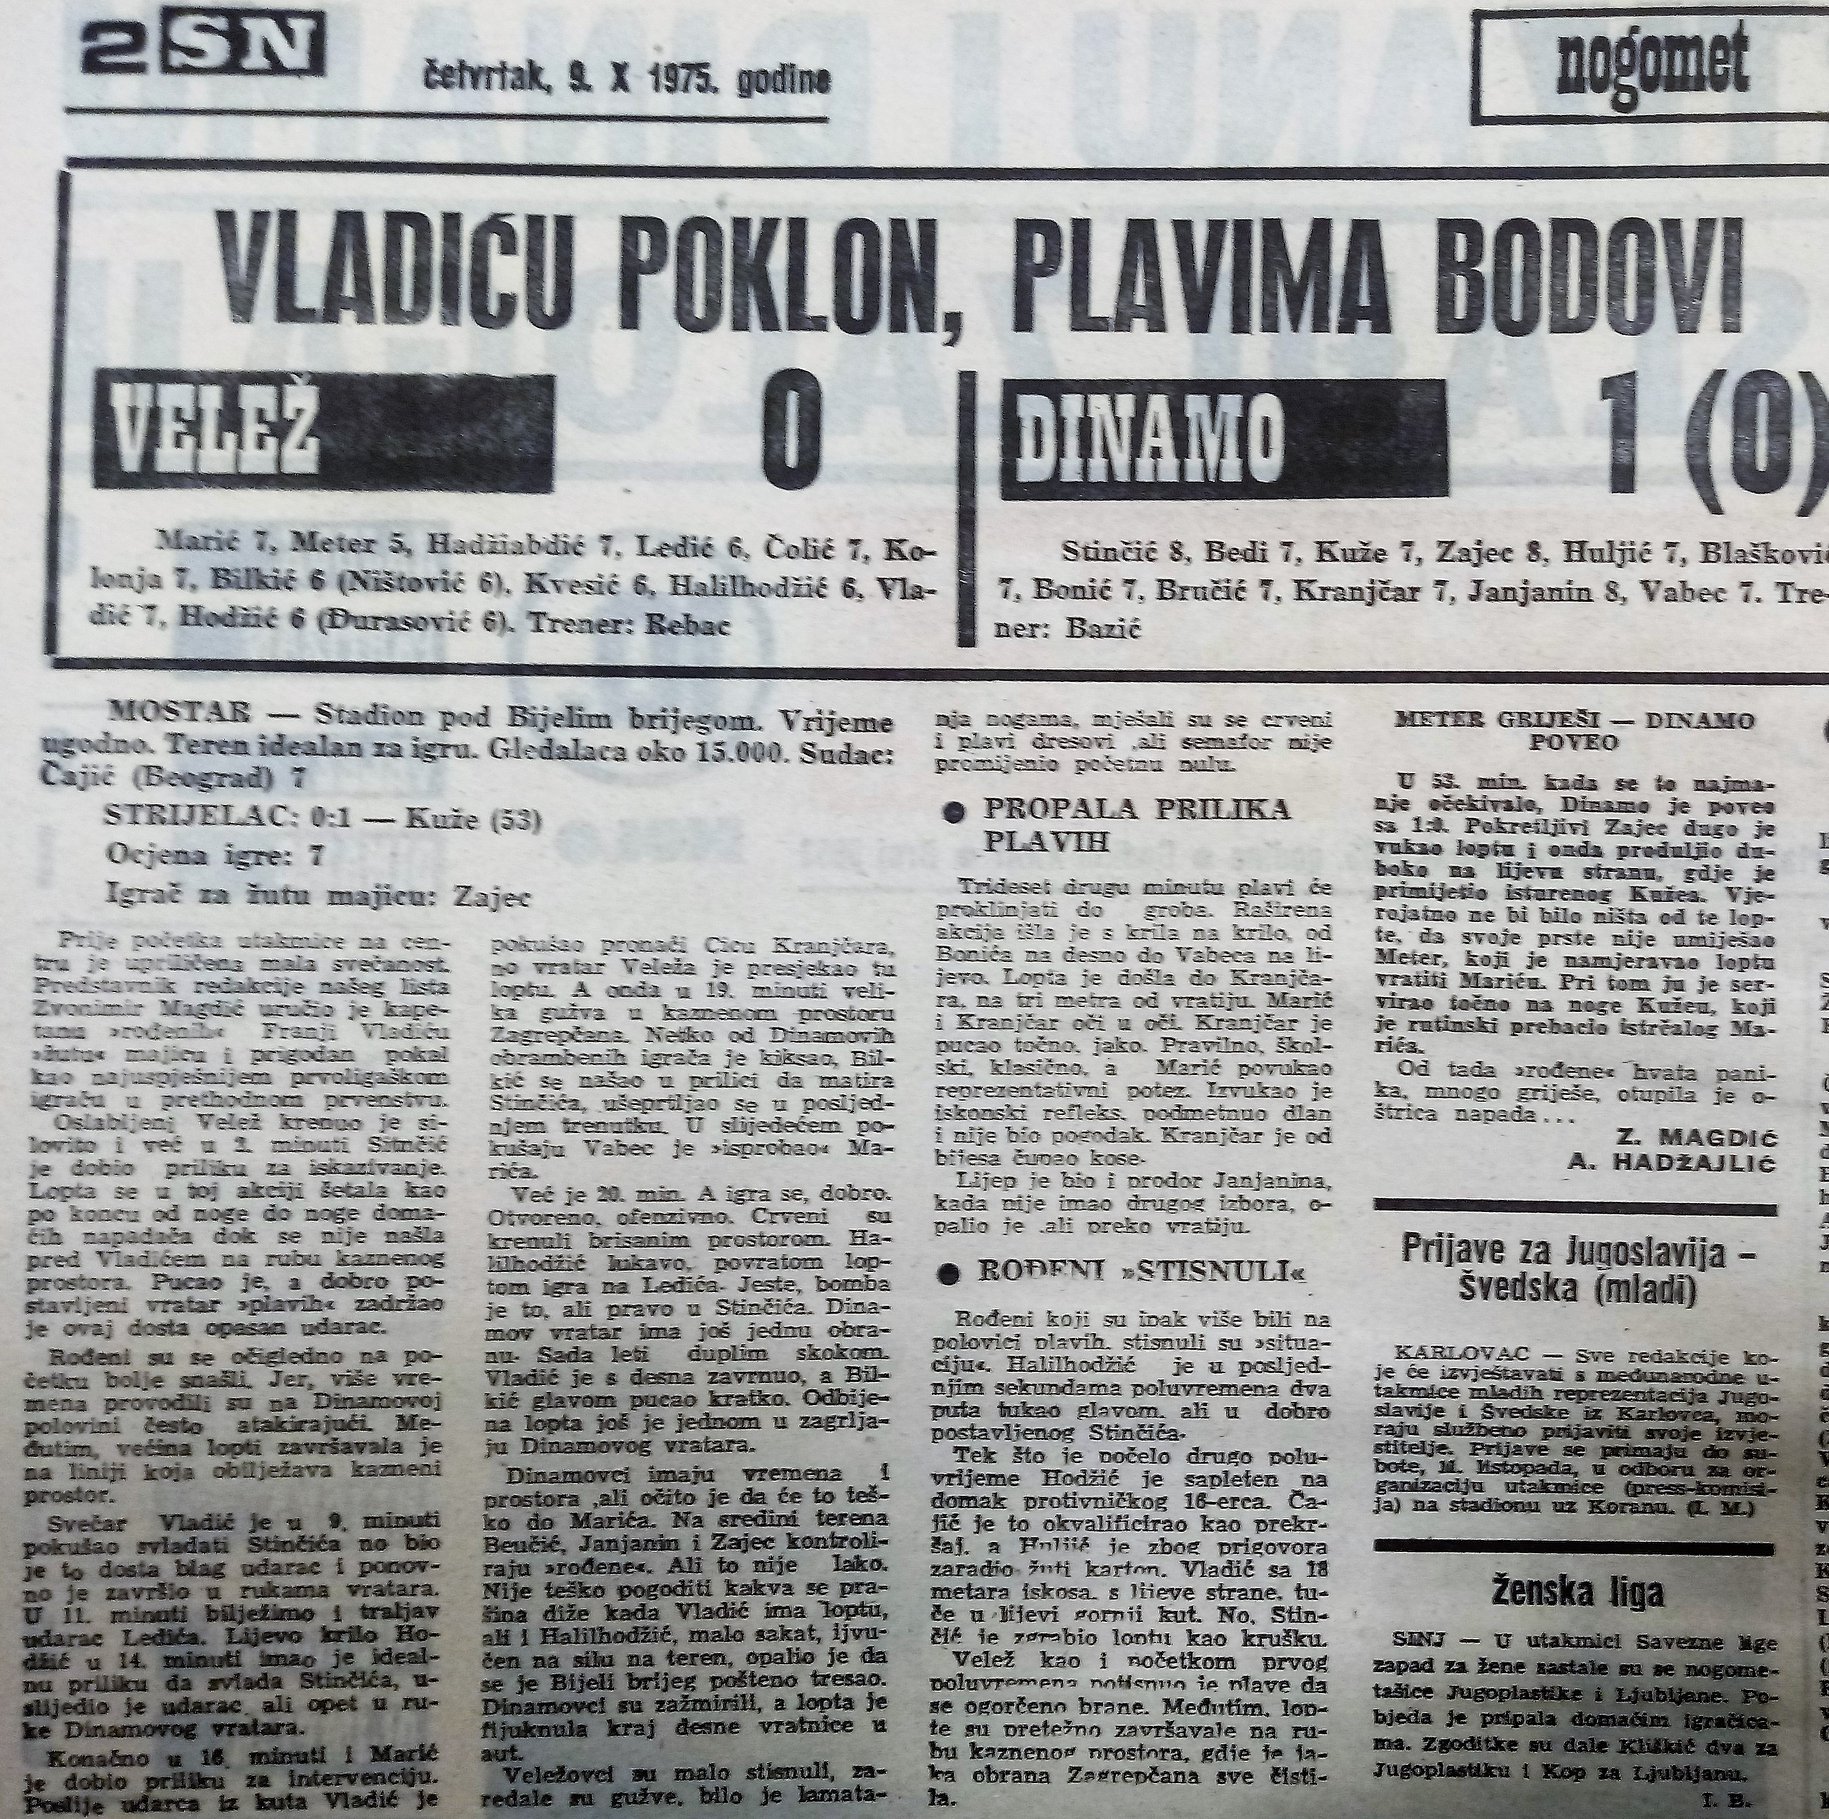 2 SN
četvrtak, 9. X 1975. godine
nogomet
VLADIĆU POKLON, PLAVIMA BODOVI
VELEŽ 0
DINAMO 1 (0)
Marić 7, Meter 5, Hadžiabdić 7, Ledić 6, Čolić 7, Ko-
lonja 7, Bilkić 6 (Ništović 6), Kvesić 6, Halilhodžić 6, Vla-
dić 7, Hodžić 6 (Đurasović 6). Trener: Rebac
Stinčić 8, Bedi 7, Kuže 7, Zajec 8, Huljić 7, Blašković
7, Bonić 7, Bručić 7, Kranjčar 7, Janjanin 8, Vabec 7. Tre-
ner: Bazić
MOSTAR — Stadion pod Bijelim brijegom. Vrijeme
ugodno. Teren idealan za igru. Gledalaca oko 15.000. Sudac:
Čajić (Beograd) 7
STRIJELAC: 0:1 — Kuže (53)
Ocjena igre: 7
Igrač za žutu majicu: Zajec
Prije početka utakmice na cen-
tru je upriličena mala svečanost.
Predstavnik redakcije našeg lista
Zvonimir Magdić uručio je kape-
tanu »rođenih« Franji Vladiću
»žutu« majicu i prigodan pokal
kao najuspješnijem prvoligaškom
igraču u prethodnom prvenstvu.
Oslabljeni Velež krenuo je si-
lovito i već u 2. minuti Sitnčić
je dobio priliku za iskazivanje.
Lopta se u toj akciji šetala kao
po koncu od noge do noge doma-
ćih napadača dok se nije našla
pred Vladićem na rubu kaznenog
prostora. Pucao je, a dobro po-
stavljeni vratar »plavih« zadržao
je ovaj dosta opasan udarac.
Rođeni su se očigledno na po-
četku bolje snašli. Jer, više vre-
mena provodili su na Dinamovoj
polovini često atakirajući. Me-
đutim, većina lopti završavala je
na liniji koja obilježava kazneni
prostor.
Svečar Vladić je u 9. minuti
pokušao svladati Stinčića no bio
je to dosta blag udarac i ponov-
no je završio u rukama vratara.
U 11. minuti bilježimo i traljav
udarac Ledića. Lijevo krilo Ho-
džić u 14. minuti imao je ideal-
nu priliku da svlada Stinčića, u-
slijedio je udarac ali opet u ru-
ke Dinamovog vratara.
Konačno u 16. minuti i Marić
je dobio priliku za intervenciju.
Poslije udarca iz kuta Vladić je
pokušao pronaći Cicu Kranjčara,
no vratar Veleža je presjekao tu
loptu. A onda u 19. minuti veli-
ka gužva u kaznenom prostoru
Zagrepčana. Netko od Dinamovih
obrambenih igrača je kiksao, Bil-
kić se našao u prilici da matira
Stinčića, ušeprtljao se u posljed-
njem trenutku. U slijedećem po-
kušaju Vabec je »isprobao« Ma-
rića.
Već je 20. min. A igra se, dobro.
Otvoreno, ofenzivno. Crveni su
krenuli brisanim prostorom. Ha-
lilhodžić lukavo, povratom lop-
tom igra na Ledića. Jeste, bomba
je to, ali pravo u Stinčića. Dina-
mov vratar ima još jednu obra-
nu. Sada leti duplim skokom.
Vladić je s desna zavrnuo, a Bil-
kić glavom pucao kratko. Odbije-
na lopta još je jednom u zagrlja-
ju Dinamovog vratara.
Dinamovci imaju vremena i
prostora ,ali očito je da će to teš-
ko do Marića. Na sredini terena
Beučić, Janjanin i Zajec kontroli-
raju »rođene«. Ali to nije lako.
Nije teško pogoditi kakva se pra-
šina diže kada Vladić ima loptu,
ali i Halilhodžić, malo sakat, ijvu-
čen na silu na teren, opalio je da
se je Bijeli brijeg pošteno tresao.
Dinamovci su zažmirili, a lopta je
fijuknula kraj desne vratnice u
aut.
Veležovci su malo stisnuli, za-
redale su gužve, bilo je lamata-
nja nogama, mješali su se crveni
i plavi dresovi ,ali semafor nije
promijenio početnu nulu.
● PROPALA PRILIKA
PLAVIH
Trideset drugu minutu plavi će
proklinjati do groba. Raširena
akcija išla je s krila na krilo, od
Bonića na desno do Vabeca na li-
jevo. Lopta je došla do Kranjča-
ra, na tri metra od vratiju. Marić
i Kranjčar oči u oči. Kranjčar je
pucao točno, jako. Pravilno, škol-
ski, klasično, a Marić povukao
reprezentativni potez. Izvukao je
iskonski refleks, podmetnuo dlan
i nije bio pogodak. Kranjčar je od
bijesa čupao kose.
Lijep je bio i prodor Janjanina,
kada nije imao drugog izbora, o-
palio je ,ali preko vratiju.
● ROĐENI »STISNULI«
Rođeni koji su ipak više bili na
polovici plavih, stisnuli su »situa-
ciju«. Halilhodžić je u posljed-
njim sekundama poluvremena dva
puta tukao glavom, ali u dobro
postavljenog Stinčića.
Tek što je počelo drugo polu-
vrijeme Hodžić je sapleten na
domak protivničkog 16-erca. Ča-
jić je to okvalificirao kao prekr-
šaj, a Huljić je zbog prigovora
zaradio žuti karton. Vladić sa 18
metara iskosa, s lijeve strane, tu-
če u lijevi gornji kut. No, Stin-
čić je zgrabio loptu kao krušku.
Velež kao i početkom prvog
poluvremena potisnuo je plave da
se ogorčeno brane. Međutim, lop-
te su pretežno završavale na ru-
bu kaznenog prostora, gdje je ja-
ka obrana Zagrepčana sve čisti-
la.
METER GRIJEŠI — DINAMO
POVEO
U 53. min. kada se to najma-
nje očekivalo, Dinamo je poveo
sa 1:0. Pokretljivi Zajec dugo je
vukao loptu i onda produljio du-
boko na lijevu stranu, gdje je
primijetio isturenog Kužea. Vje-
rojatno ne bi bilo ništa od te lop-
te, da svoje prste nije umiješao
Meter, koji je namjeravao loptu
vratiti Mariću. Pri tom ju je ser-
virao točno na noge Kužeu, koji
je rutinski prebacio istrčalog Ma-
rića.
Od tada »rođene« hvata pani-
ka, mnogo griješe, otupila je o-
štrica napada...
Z. MAGDIĆ
A. HADŽAJLIĆ
Prijave za Jugoslavija –
Švedska (mladi)
KARLOVAC — Sve redakcije ko-
je će izvještavati s međunarodne u-
takmice mladih reprezentacija Jugo-
slavije i Švedske iz Karlovca, mo-
raju službeno prijaviti svoje izvje-
stitelje. Prijave se primaju do su-
bote, 11. listopada, u odboru za or-
ganizaciju utakmice (press-komisi-
ja) na stadionu uz Koranu. (I. M.)
Ženska liga
SINJ — U utakmici Savezne lige
zapad za žene sastale su se nogome-
tašice Jugoplastike i Ljubljane. Po-
bjeda je pripala domaćim igračica-
ma. Zgoditke su dale Kliškić dva za
Jugoplastiku i Kop za Ljubljanu.
I. B.